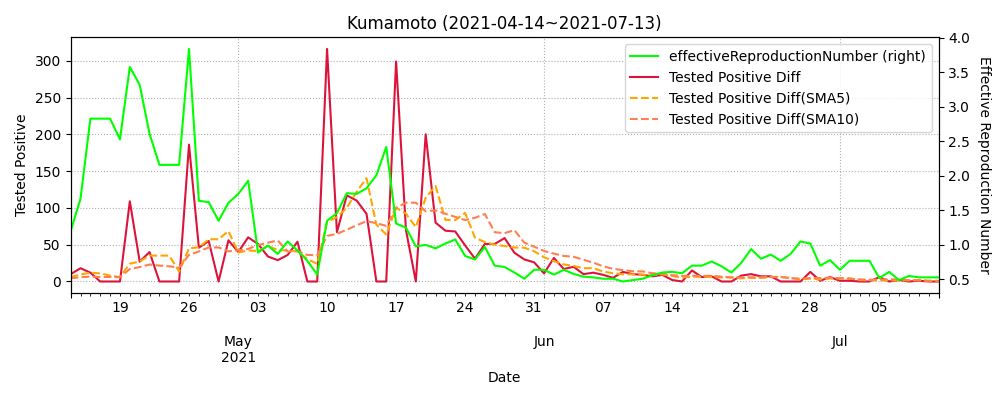 Kumamoto (2021-04-14~2021-07-13)
effectiveReproductionNumber (right)
Tested Positive Diff
Tested Positive Diff(SMA5)
Tested Positive Diff(SMA10)
Tested Positive
300
250
200
150
100
50
0
Effective Reproduction Number
4.0
3.5
3.0
2.5
2.0
1.5
1.0
0.5
19 26 03 10 17 24 31 07 14 21 28 05
May Jun Jul
2021
Date